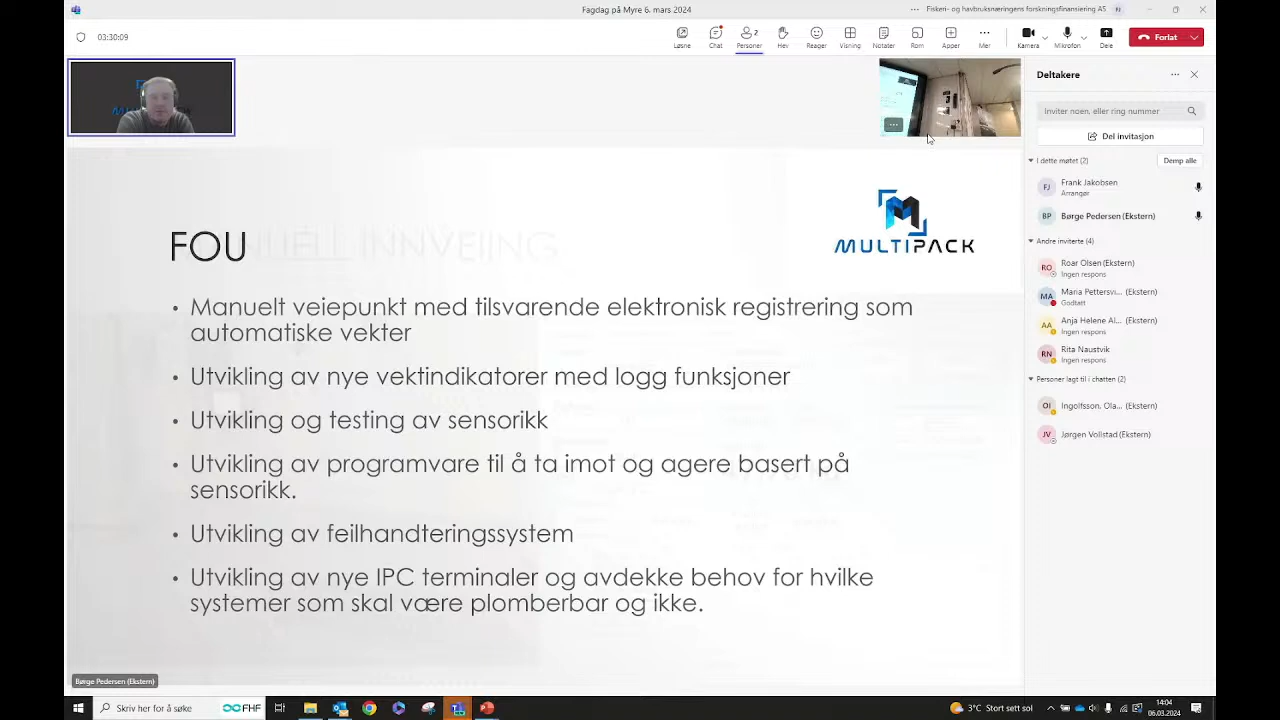 Fagdag på Myre 6. mars 2024
Fiskeri- og havbruksnæringens forskningsfinansiering AS
FJ
03:30:09
Løsne
Chat
Personer
2
Hev
Reager
Visning
Notater
Rom
Apper
Mer
Kamera
Mikrofon
Dele
Forlat
Deltakere
Inviter noen, eller ring nummer
Del invitasjon
I dette møtet (2)
Demp alle
FJ
Frank Jakobsen
Arrangør
BP
Børge Pedersen (Ekstern)
Andre inviterte (4)
RO
Roar Olsen (Ekstern)
Ingen respons
MA
Maria Pettersvi... (Ekstern)
Godtatt
AA
Anja Helene Al... (Ekstern)
Ingen respons
RN
Rita Naustvik
Ingen respons
Personer lagt til i chatten (2)
OI
Ingolfsson, Ola... (Ekstern)
JV
Jørgen Vollstad (Ekstern)
MULTIPACK
FOU
• Manuelt veiepunkt med tilsvarende elektronisk registrering som
automatiske vekter
• Utvikling av nye vektindikatorer med logg funksjoner
• Utvikling og testing av sensorikk
• Utvikling av programvare til å ta imot og agere basert på
sensorikk.
• Utvikling av feilhandteringssystem
• Utvikling av nye IPC terminaler og avdekke behov for hvilke
systemer som skal være plomberbar og ikke.
Børge Pedersen (Ekstern)
Skriv her for å søke
FHF
3°C Stort sett sol
14:04
06.03.2024